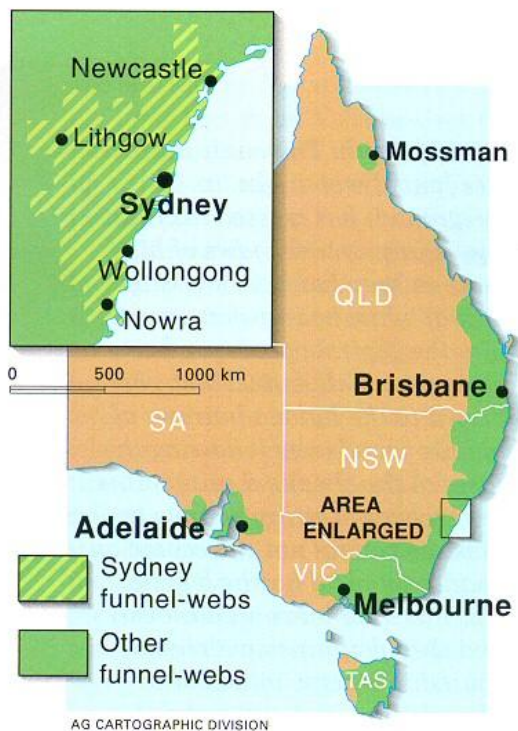 Newcastle
Lithgow
Sydney
Wollongong
Nowra
Mossman
QLD
0 500 1000 km
Brisbane
SA
NSW
AREA
ENLARGED
Adelaide
VIC
Melbourne
Sydney
funnel-webs
Other
funnel-webs
TAS
AG CARTOGRAPHIC DIVISION